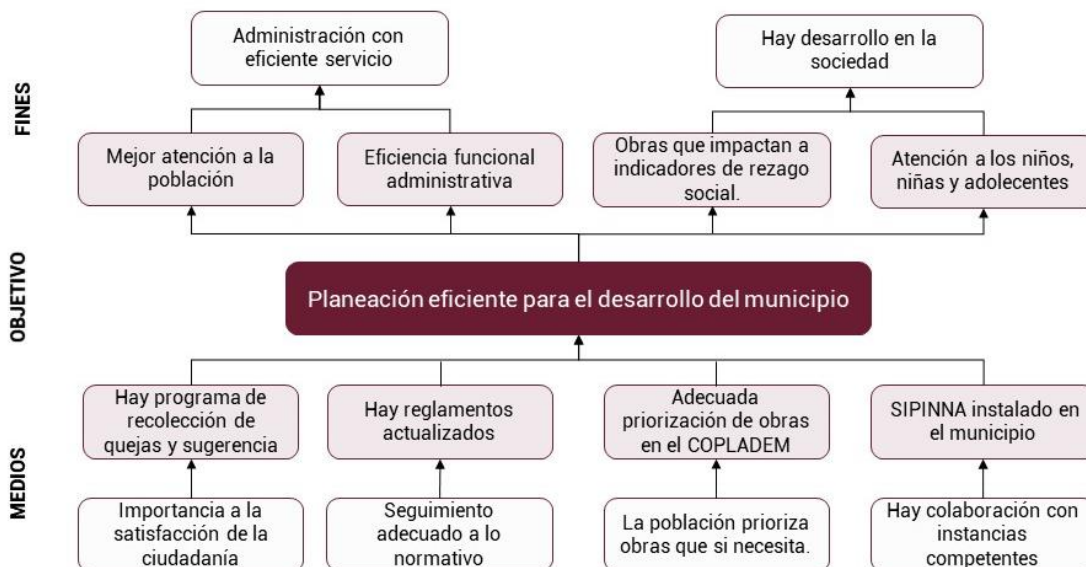 Administración con
eficiente servicio
Hay desarrollo en la
sociedad
FINES
Mejor atención a la
población
Eficiencia funcional
administrativa
Obras que impactan a
indicadores de rezago
social.
Atención a los niños,
niñas y adolecentes
OBJETIVO
Planeación eficiente para el desarrollo del municipio
MEDIOS
Hay programa de
recolección de
quejas y sugerencia
Hay reglamentos
actualizados
Adecuada
priorización de obras
en el COPLADEM
SIPINNA instalado en
el municipio
Importancia a la
satisfacción de la
ciudadanía
Seguimiento
adecuado a lo
normativo
La población prioriza
obras que si necesita.
Hay colaboración con
instancias
competentes